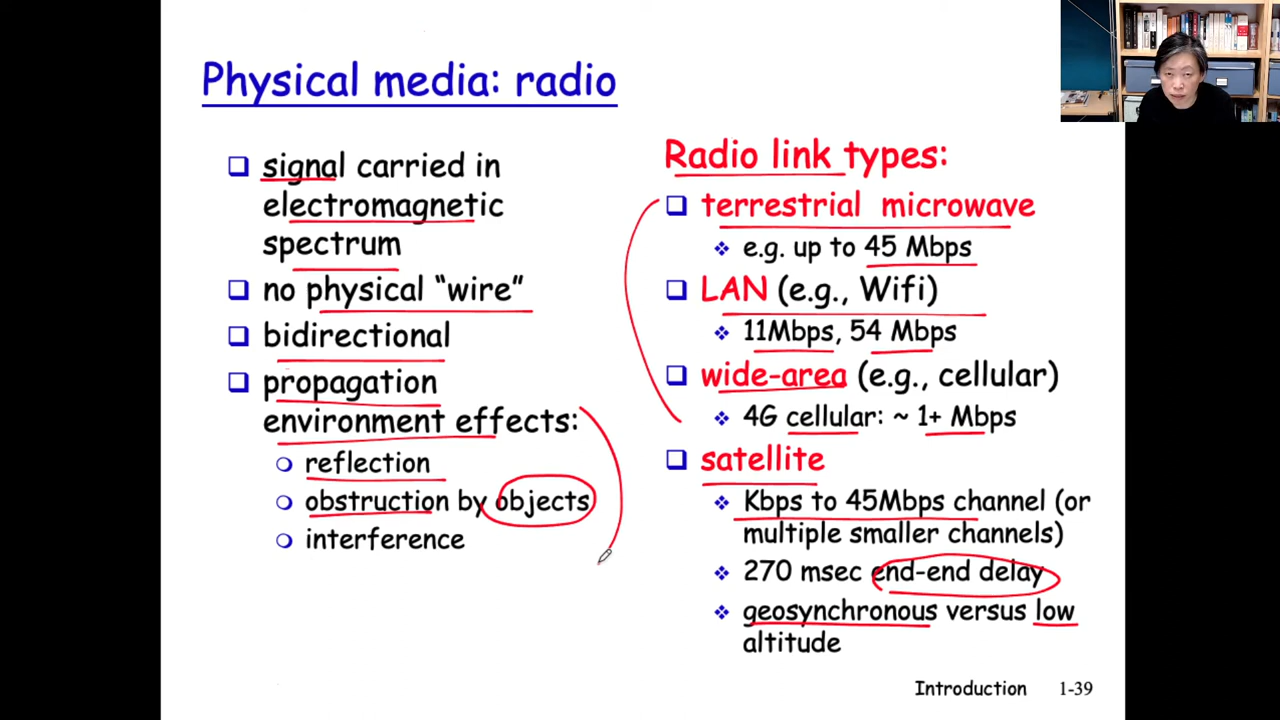 Physical media: radio
signal carried in
electromagnetic
spectrum
no physical “wire”
bidirectional
propagation
environment effects:
reflection
obstruction by objects
interference
Radio link types:
terrestrial microwave
e.g. up to 45 Mbps
LAN (e.g., Wifi)
11Mbps, 54 Mbps
wide-area (e.g., cellular)
4G cellular: ~ 1+ Mbps
satellite
Kbps to 45Mbps channel (or
multiple smaller channels)
270 msec end-end delay
geosynchronous versus low
altitude
Introduction 1-39